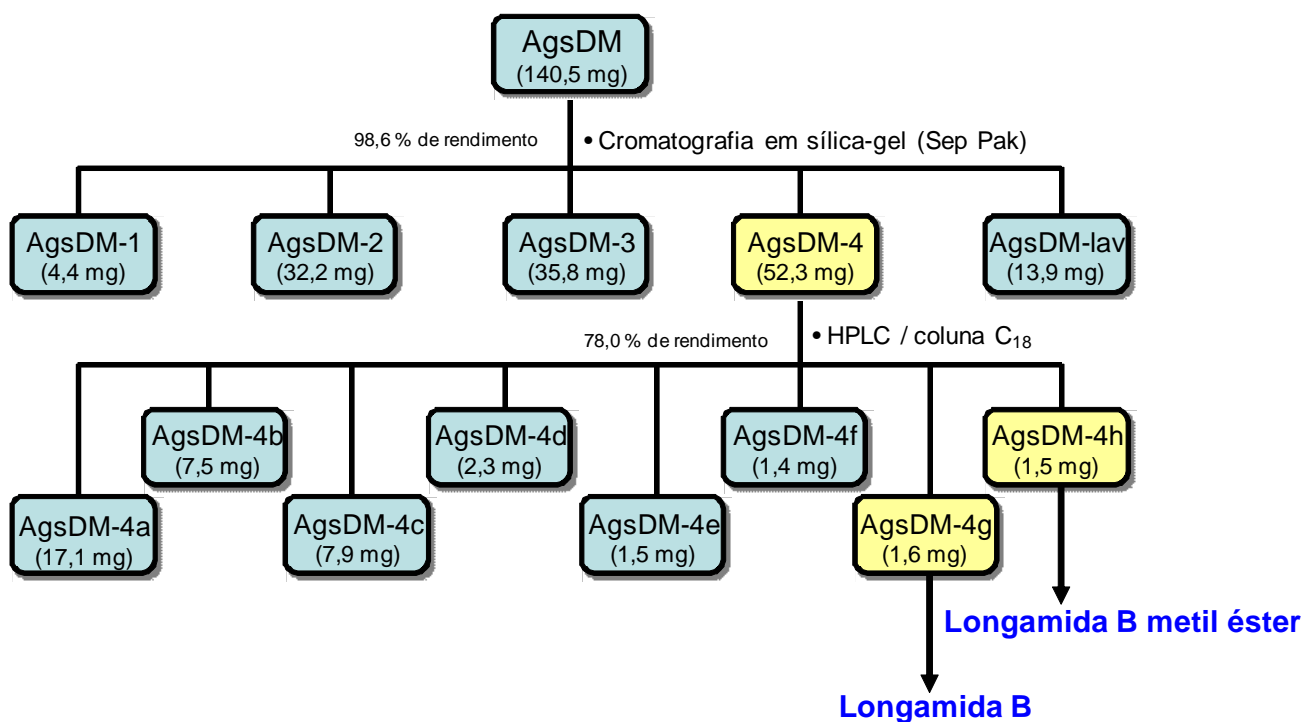 AgsDM
(140,5 mg)
98,6 % de rendimento
• Cromatografia em sílica-gel (Sep Pak)
AgsDM-1
(4,4 mg)
AgsDM-2
(32,2 mg)
AgsDM-3
(35,8 mg)
AgsDM-4
(52,3 mg)
AgsDM-lav
(13,9 mg)
78,0 % de rendimento
• HPLC / coluna C18
AgsDM-4b
(7,5 mg)
AgsDM-4d
(2,3 mg)
AgsDM-4f
(1,4 mg)
AgsDM-4h
(1,5 mg)
AgsDM-4a
(17,1 mg)
AgsDM-4c
(7,9 mg)
AgsDM-4e
(1,5 mg)
AgsDM-4g
(1,6 mg)
Longamida B metil éster
Longamida B